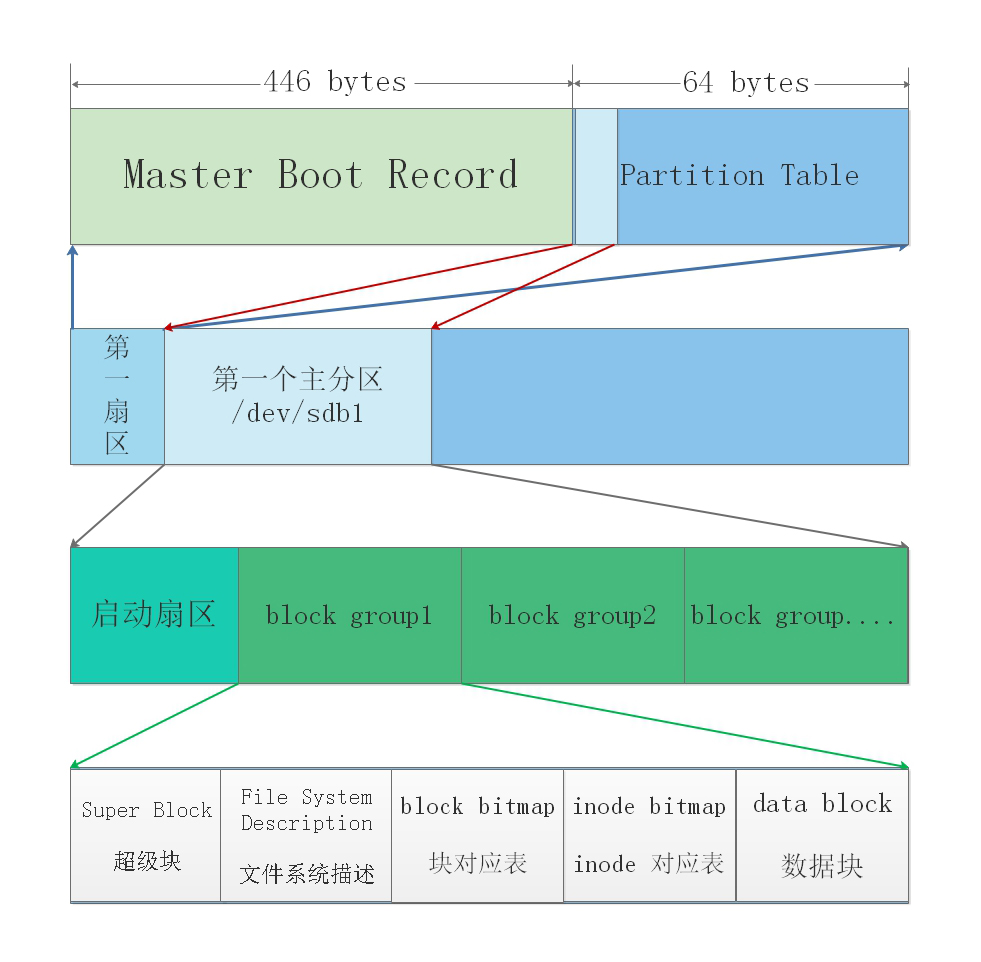 446 bytes
64 bytes
Master Boot Record
Partition Table
第一扇区
第一个主分区
/dev/sdb1
启动扇区
block group1
block group2
block group....
Super Block
超级块
File System
Description
文件系统描述
block bitmap
块对应表
inode bitmap
inode 对应表
data block
数据块